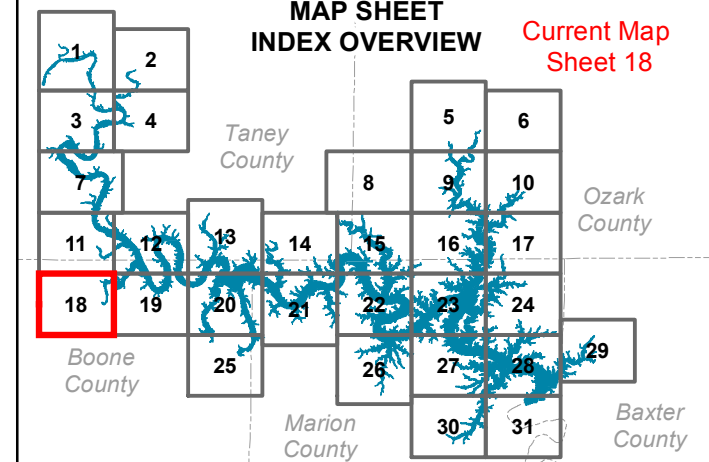 MAP SHEET
INDEX OVERVIEW
Current Map
Sheet 18
1
2
3
4
5
6
Taney
County
7
8
9
10
Ozark
County
11
12
13
14
15
16
17
18
19
20
21
22
23
24
Boone
County
25
26
27
28
29
Marion
County
30
31
Baxter
County